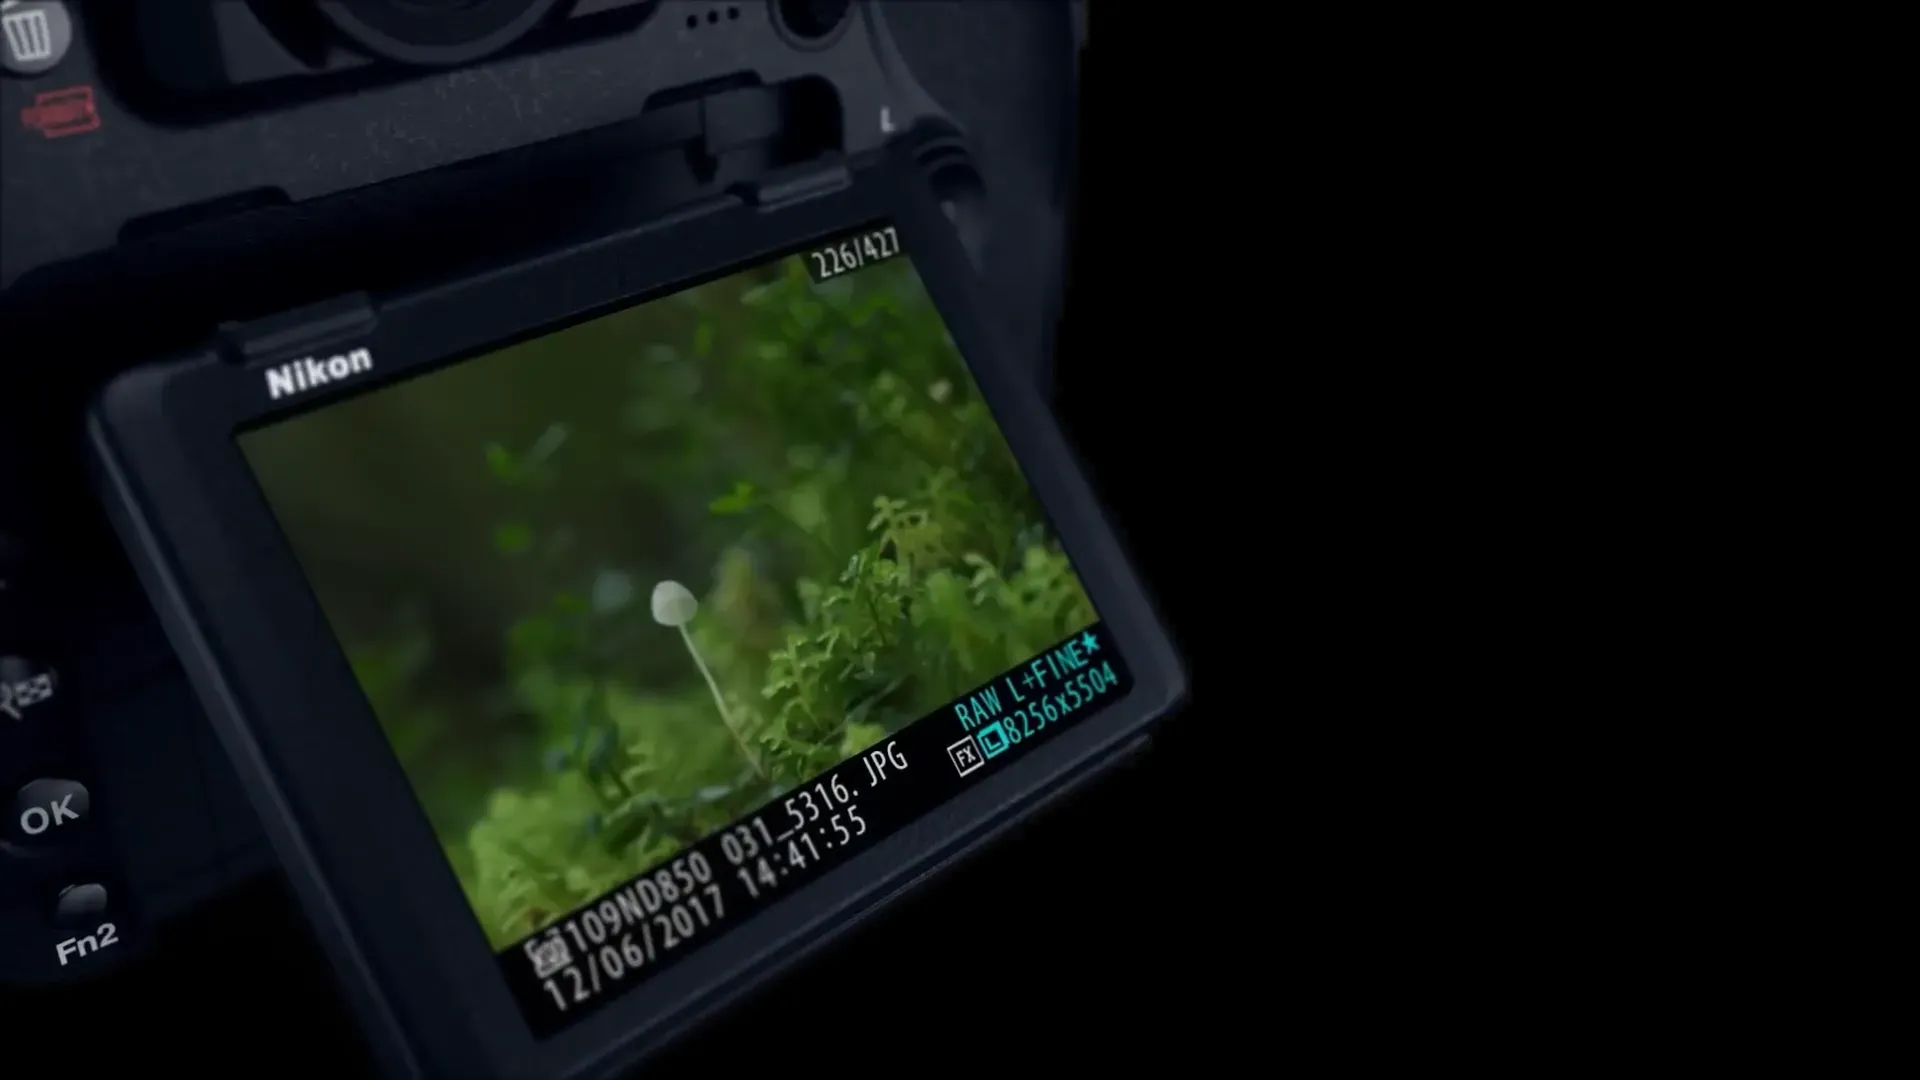 L
226/427
Nikon
RAW L+FINE★
FX L 8256x5504
109ND850 031_5316.JPG
12/06/2017 14:41:55
OK
Fn2